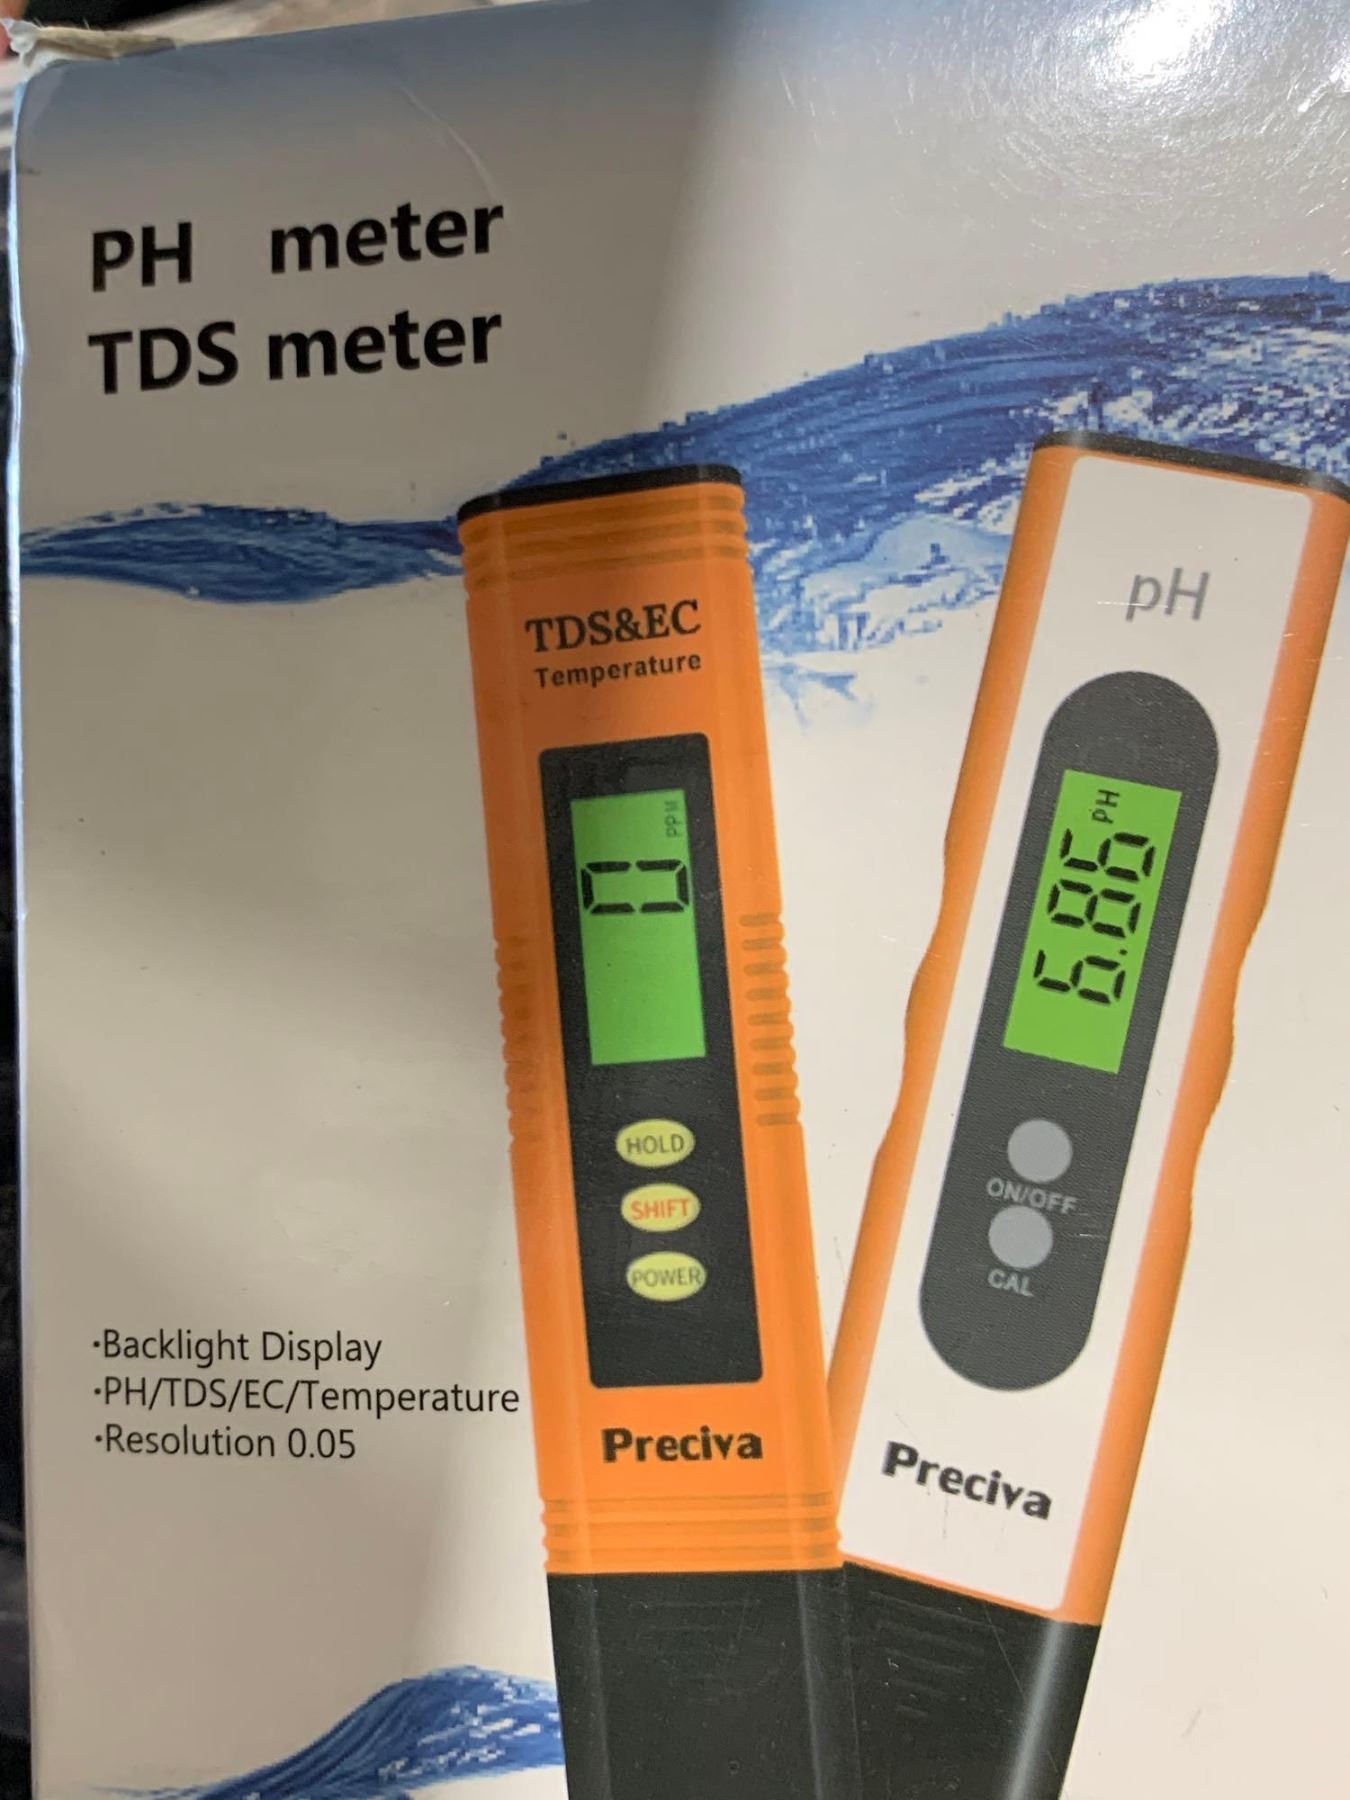 PH meter
TDS meter
TDS&EC
Temperature
PPM
0
HOLD
SHIFT
POWER
Preciva
pH
PH
6.86
ON/OFF
CAL
Preciva
·Backlight Display
·PH/TDS/EC/Temperature
·Resolution 0.05